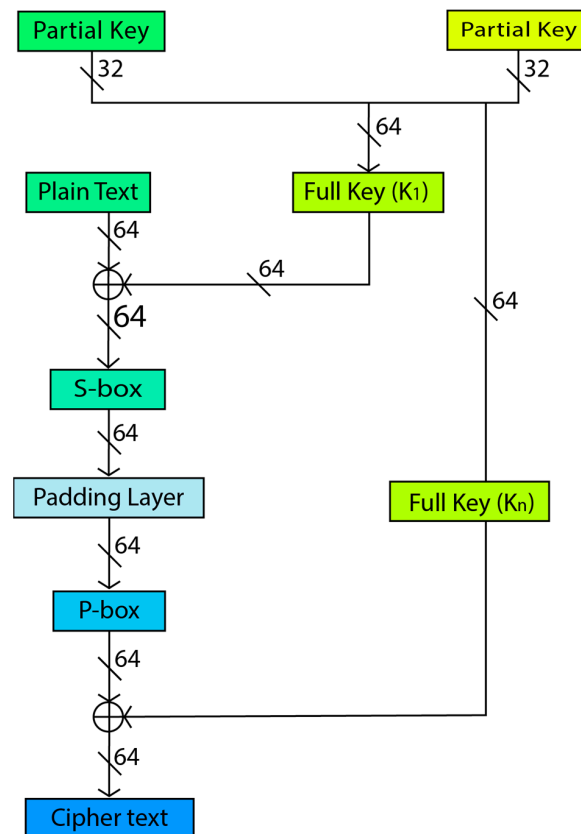 Partial Key
Partial Key
32
32
64
Plain Text
Full Key (K₁)
64
64
64
64
S-box
64
Padding Layer
Full Key (Kₙ)
64
P-box
64
64
Cipher text